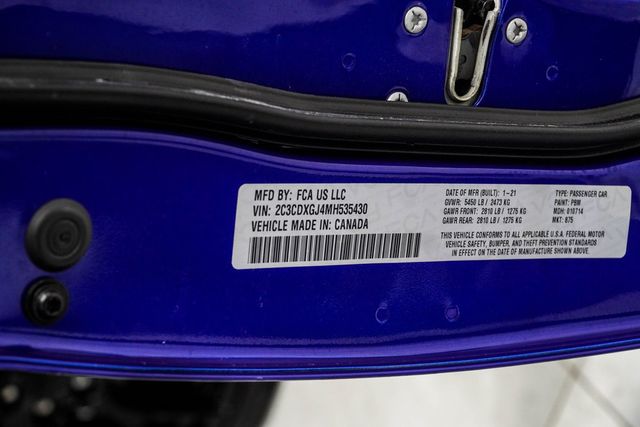 MFD BY: FCA US LLC
VIN: 2C3CDXGJ4MH535430
VEHICLE MADE IN: CANADA
DATE OF MFR (BUILT): 1-21
GVWR: 5450 LB / 2473 KG
GAWR FRONT: 2810 LB / 1275 KG
GAWR REAR: 2810 LB / 1275 KG
TYPE: PASSENGER CAR
PAINT: PBM
MDH: 010714
MKT: 875
THIS VEHICLE CONFORMS TO ALL APPLICABLE U.S.A. FEDERAL MOTOR
VEHICLE SAFETY, BUMPER, AND THEFT PREVENTION STANDARDS
IN EFFECT ON THE DATE OF MANUFACTURE SHOWN ABOVE